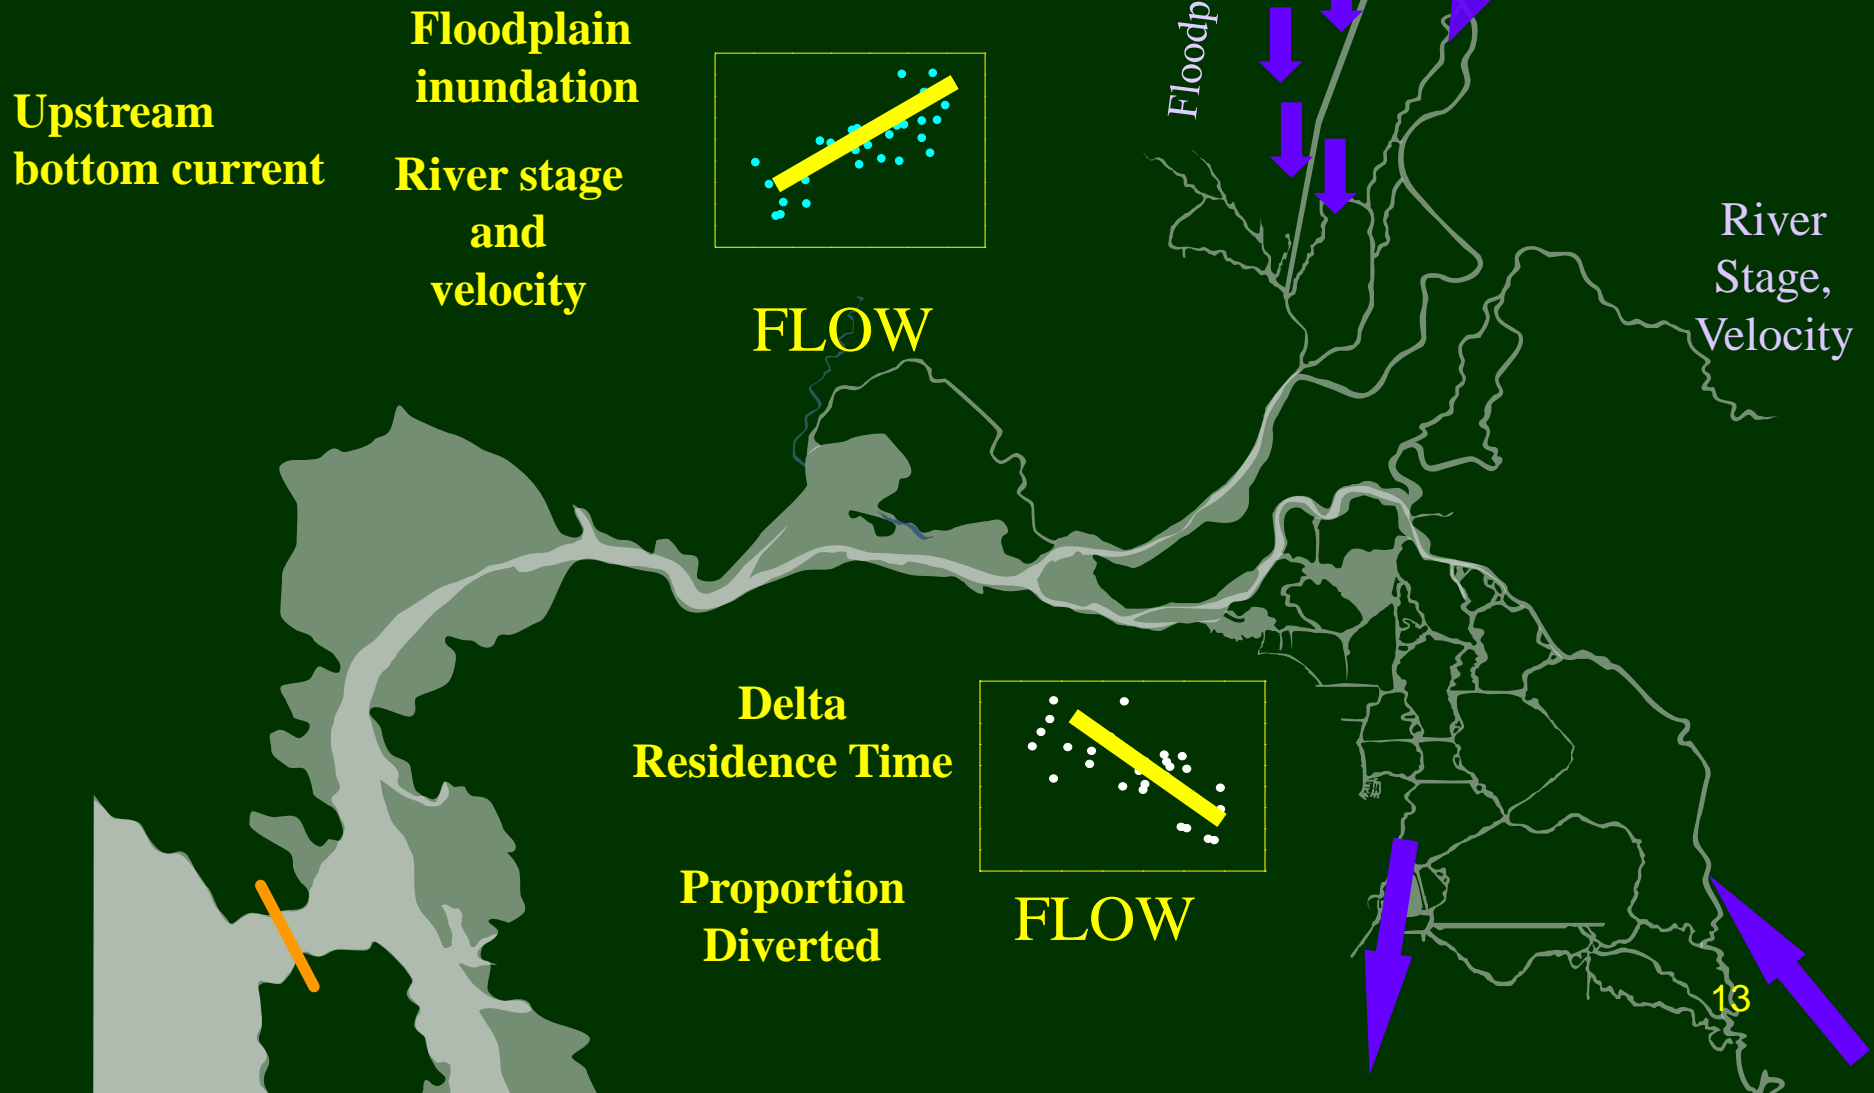 Floodplain
inundation
Upstream
bottom current
River stage
and
velocity
FLOW
River
Stage,
Velocity
Delta
Residence Time
Proportion
Diverted
FLOW
13